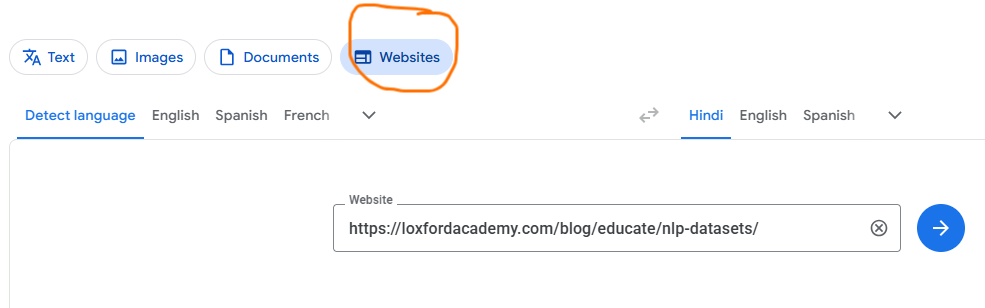 Text Images Documents Websites
Detect language English Spanish French Hindi English Spanish
Website
https://loxfordacademy.com/blog/educate/nlp-datasets/